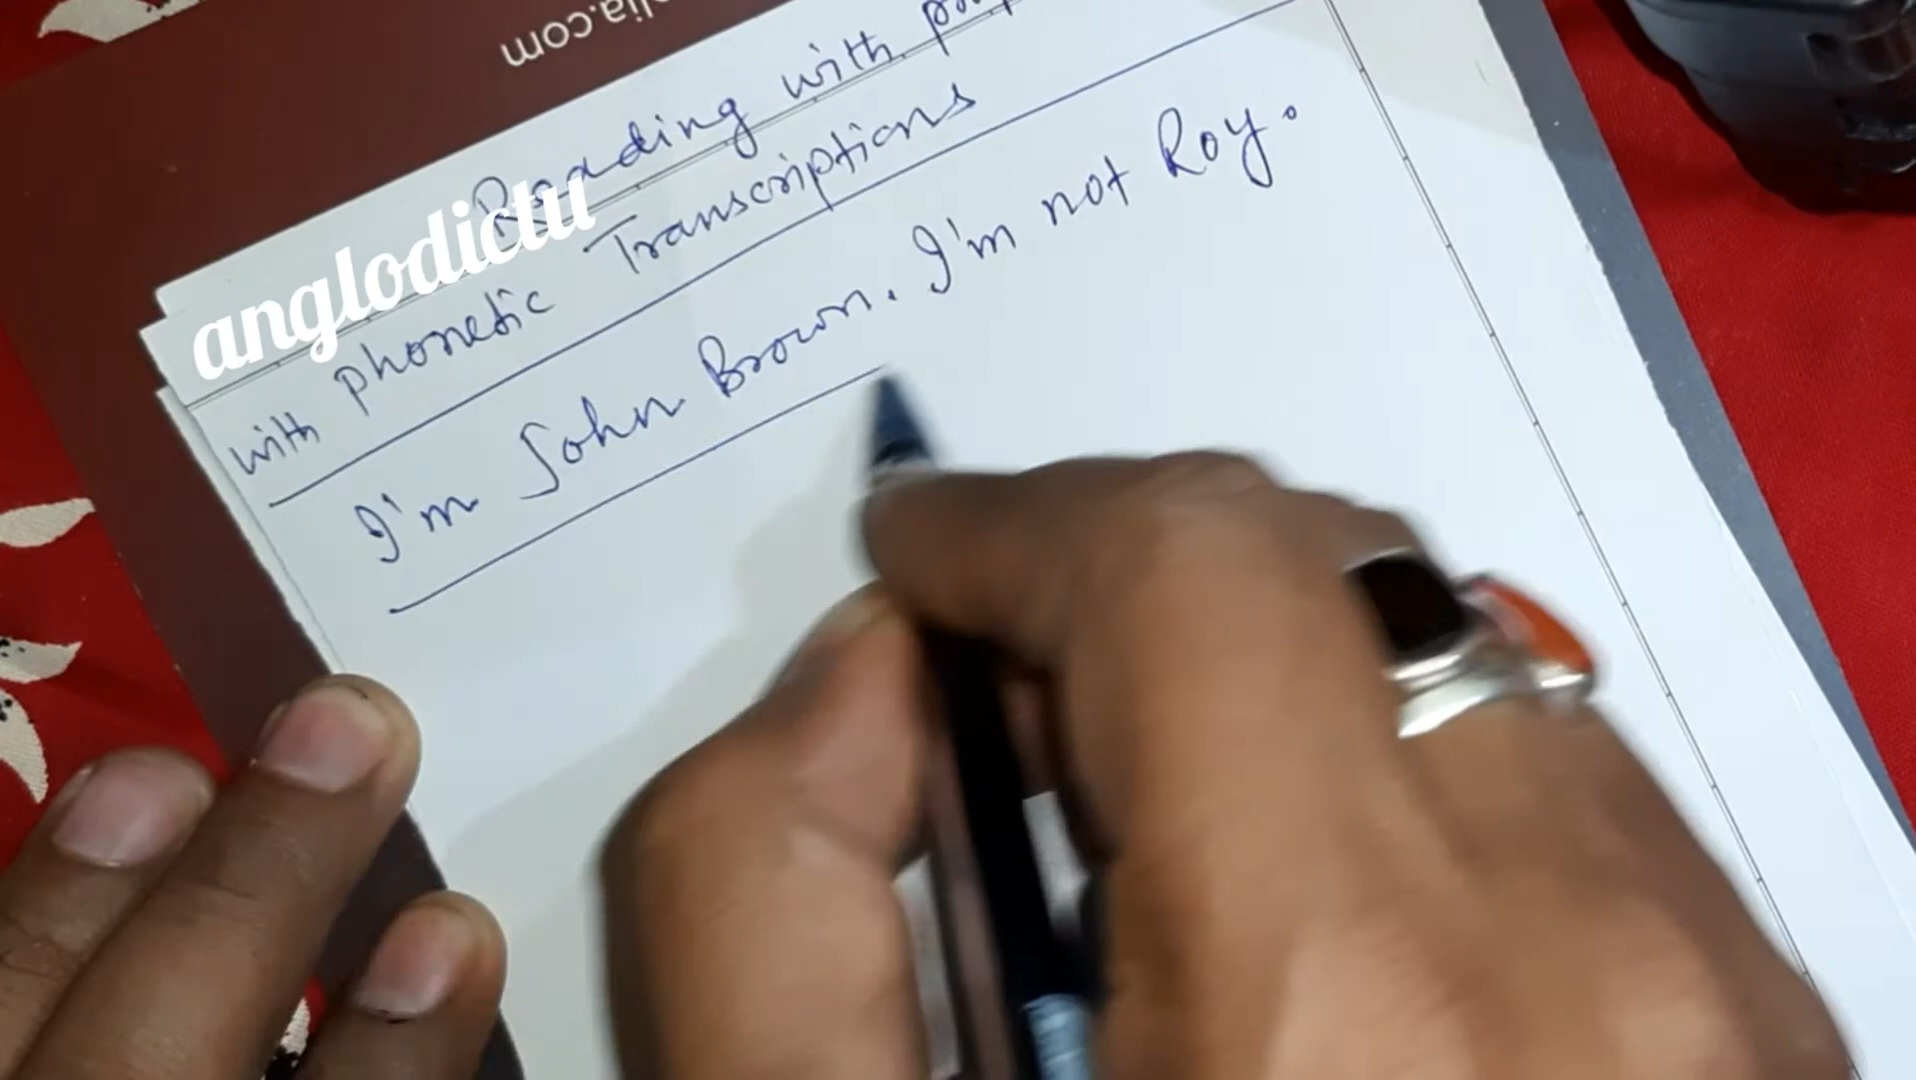 lia.com
Reading with
with phonetic Transcriptions
anglodictu
I'm John Brown. I'm not Roy.